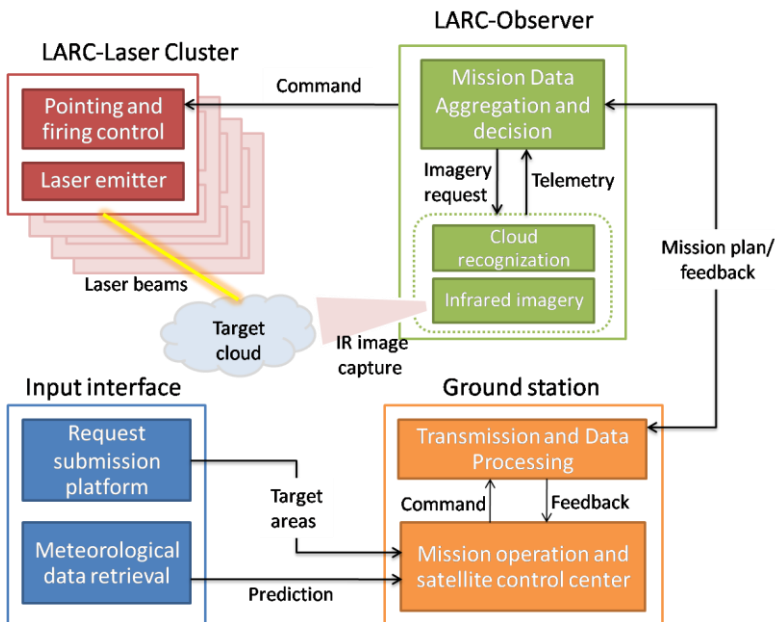 LARC-Observer
LARC-Laser Cluster
Pointing and
firing control
Laser emitter
Command
Mission Data
Aggregation and
decision
Imagery
request
Telemetry
Cloud
recognization
Infrared imagery
Mission plan/
feedback
Laser beams
Target
cloud
IR image
capture
Input interface
Request
submission
platform
Meteorological
data retrieval
Target
areas
Prediction
Ground station
Transmission and Data
Processing
Command
Feedback
Mission operation and
satellite control center